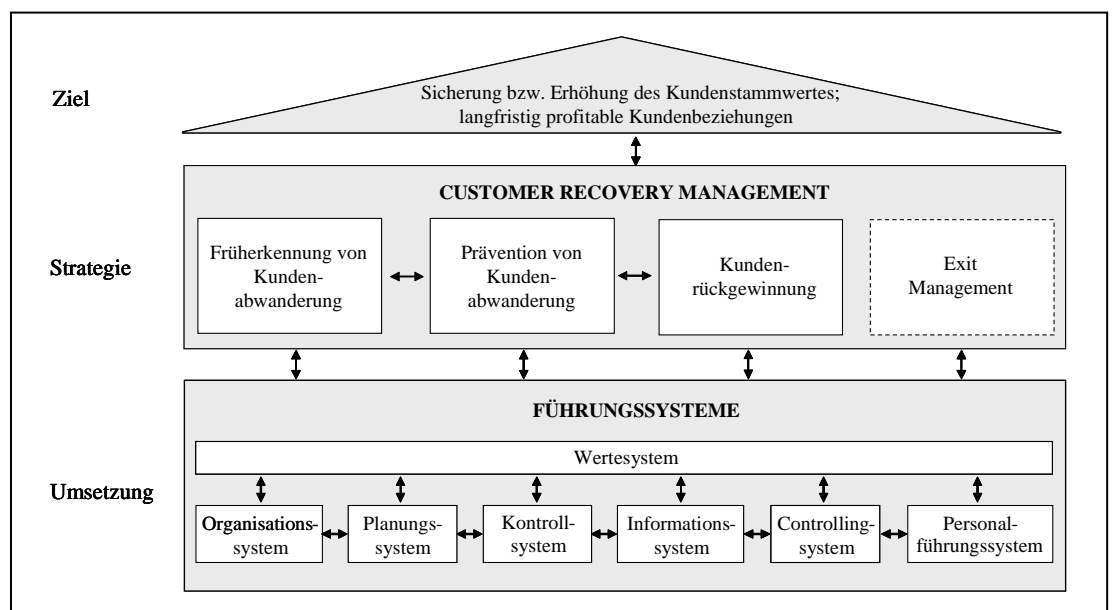 Ziel
Sicherung bzw. Erhöhung des Kundenstammwertes;
langfristig profitable Kundenbeziehungen
CUSTOMER RECOVERY MANAGEMENT
Strategie
Früherkennung von
Kunden-
abwanderung
Prävention von
Kunden-
abwanderung
Kunden-
rückgewinnung
Exit
Management
FÜHRUNGSSYSTEME
Wertesystem
Umsetzung
Organisations-
system
Planungs-
system
Kontroll-
system
Informations-
system
Controlling-
system
Personal-
führungssystem